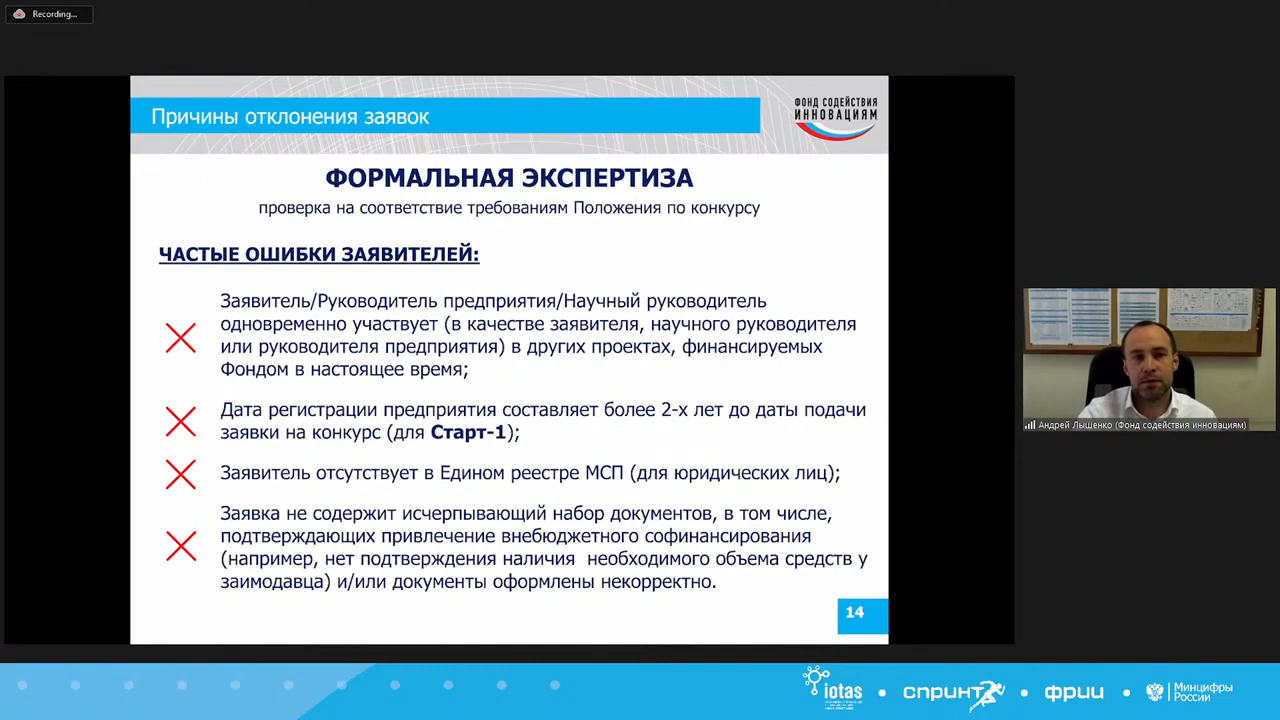 Recording...
Причины отклонения заявок
ФОНД СОДЕЙСТВИЯ
ИННОВАЦИЯМ
ФОРМАЛЬНАЯ ЭКСПЕРТИЗА
проверка на соответствие требованиям Положения по конкурсу
ЧАСТЫЕ ОШИБКИ ЗАЯВИТЕЛЕЙ:
Заявитель/Руководитель предприятия/Научный руководитель
одновременно участвует (в качестве заявителя, научного руководителя
или руководителя предприятия) в других проектах, финансируемых
Фондом в настоящее время;
Дата регистрации предприятия составляет более 2-х лет до даты подачи
заявки на конкурс (для Старт-1);
Заявитель отсутствует в Едином реестре МСП (для юридических лиц);
Заявка не содержит исчерпывающий набор документов, в том числе,
подтверждающих привлечение внебюджетного софинансирования
(например, нет подтверждения наличия необходимого объема средств у
заимодавца) и/или документы оформлены некорректно.
14
Андрей Лышенко (Фонд содействия инновациям)
iotas
спринт
фрии
Минцифры
России